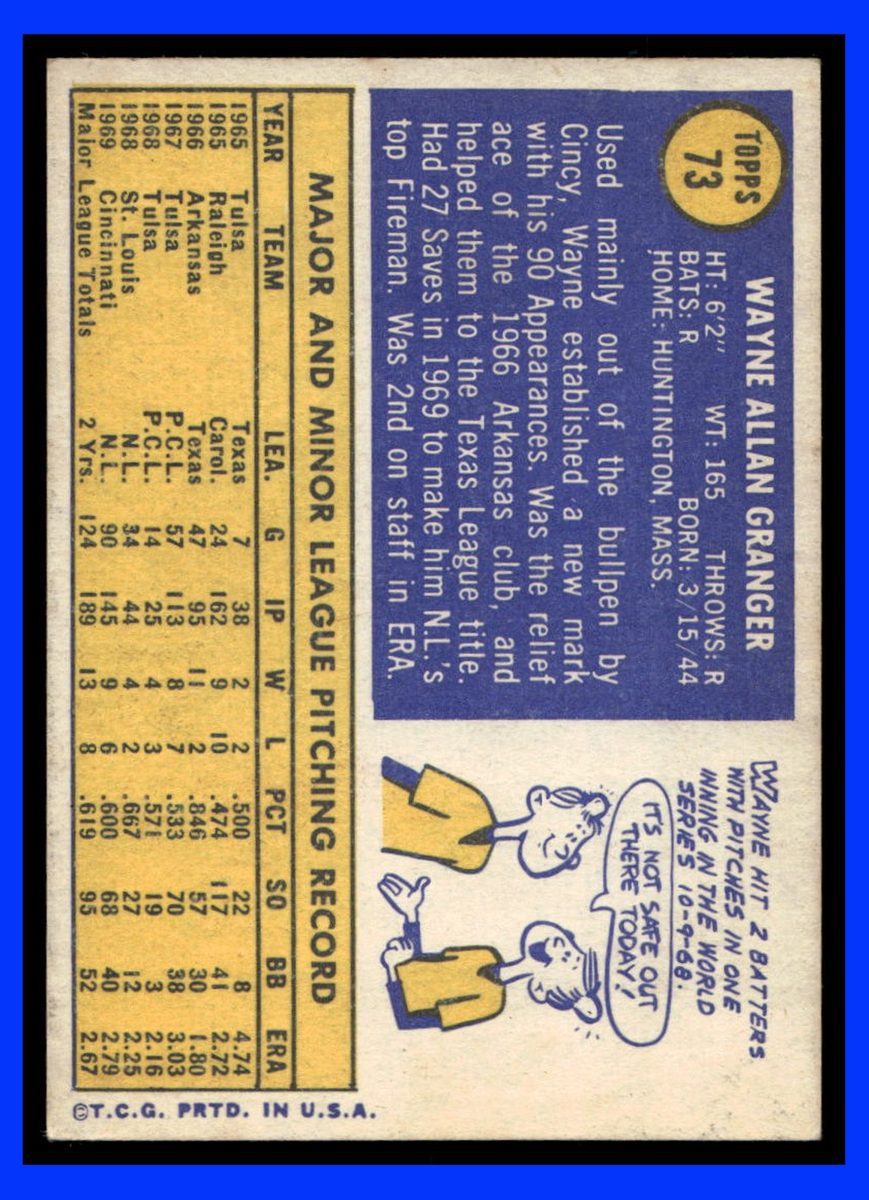 TOPPS
73
WAYNE ALLAN GRANGER
HT: 6'2" WT: 165 THROWS: R
BATS: R BORN: 3/15/44
HOME: HUNTINGTON, MASS.
Used mainly out of the bullpen by
Cincy, Wayne established a new mark
with his 90 Appearances. Was the relief
ace of the 1966 Arkansas club, and
helped them to the Texas League title.
Had 27 Saves in 1969 to make him N.L.'s
top Fireman. Was 2nd on staff in ERA.
WAYNE HIT 2 BATTERS
WITH PITCHES IN ONE
INNING IN THE WORLD
SERIES 10-9-68.
IT'S NOT SAFE OUT
THERE TODAY!
MAJOR AND MINOR LEAGUE PITCHING RECORD
YEAR TEAM LEA. G IP W L PCT SO BB ERA
1965 Tulsa Texas 7 38 2 2 .500 22 8 4.74
1965 Raleigh Carol. 24 162 9 10 .474 117 41 2.72
1966 Arkansas Texas 47 95 11 2 .846 57 30 1.80
1967 Tulsa P.C.L. 57 113 8 7 .533 70 38 3.03
1968 Tulsa P.C.L. 14 25 4 3 .571 19 3 2.16
1968 St. Louis N.L. 34 44 4 2 .667 27 12 2.25
1969 Cincinnati N.L. 90 145 9 6 .600 68 40 2.79
Major League Totals 2 Yrs. 124 189 13 8 .619 95 52 2.67
©T.C.G. PRTD. IN U.S.A.